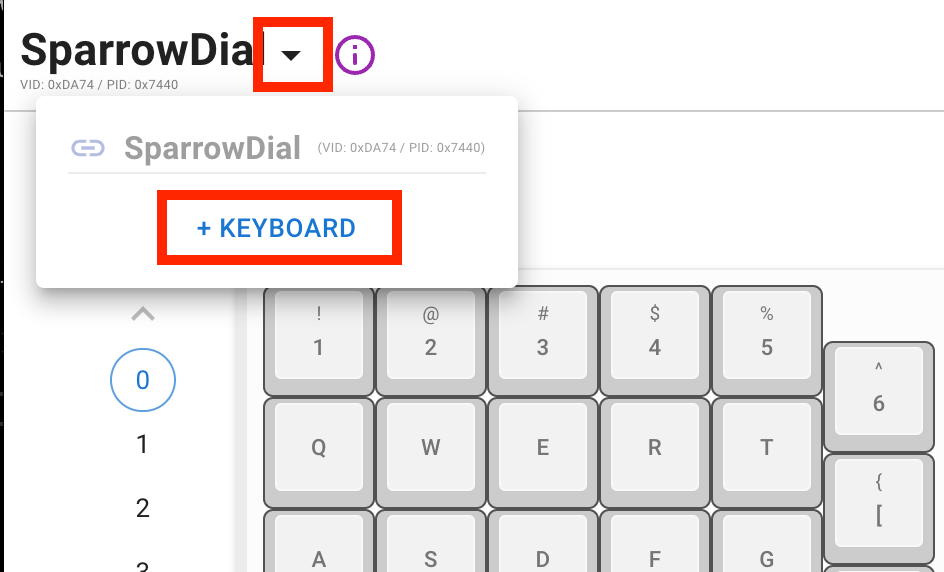 SparrowDial
VID: 0xDA74 / PID: 0x7440
SparrowDial (VID: 0xDA74 / PID: 0x7440)
+ KEYBOARD
! @ # $ %
1 2 3 4 5
^
6
0
Q W E R T
1
{
[
2
A S D F G
3